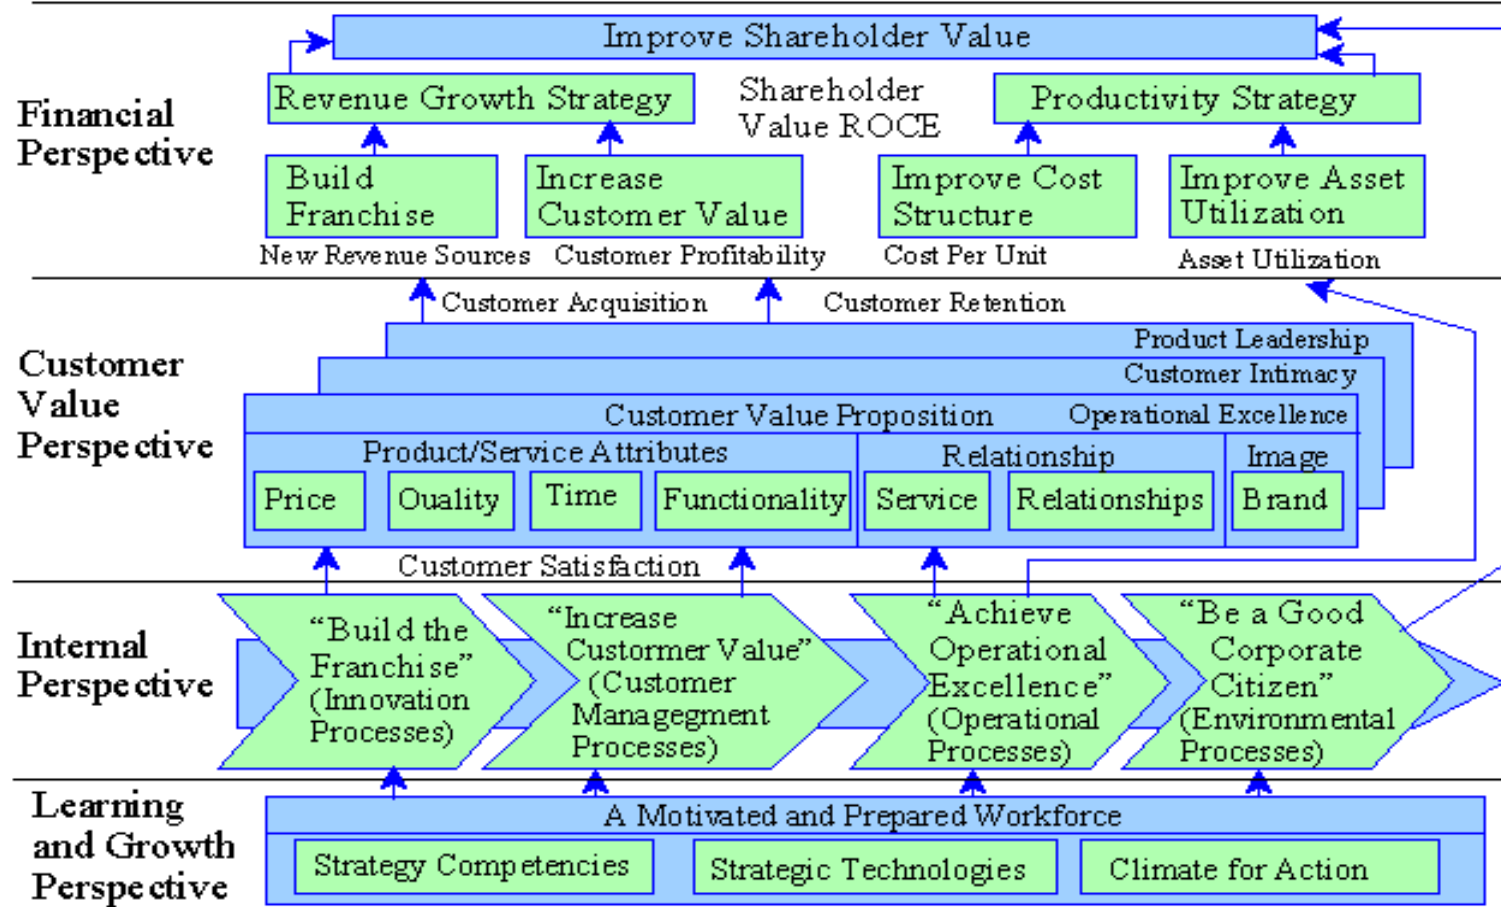 Improve Shareholder Value
Financial
Perspective
Revenue Growth Strategy
Shareholder
Value ROCE
Productivity Strategy
Build
Franchise
Increase
Customer Value
Improve Cost
Structure
Improve Asset
Utilization
New Revenue Sources
Customer Profitability
Cost Per Unit
Asset Utilization
Customer Acquisition
Customer Retention
Customer
Value
Perspective
Product Leadership
Customer Intimacy
Customer Value Proposition
Operational Excellence
Product/Service Attributes
Relationship
Image
Price
Ouality
Time
Functionality
Service
Relationships
Brand
Customer Satisfaction
Internal
Perspective
“Build the
Franchise”
(Innovation
Processes)
“Increase
Custormer Value”
(Customer
Managegment
Processes)
“Achieve
Operational
Excellence”
(Operational
Processes)
“Be a Good
Corporate
Citizen”
(Environmental
Processes)
Learning
and Growth
Perspective
A Motivated and Prepared Workforce
Strategy Competencies
Strategic Technologies
Climate for Action